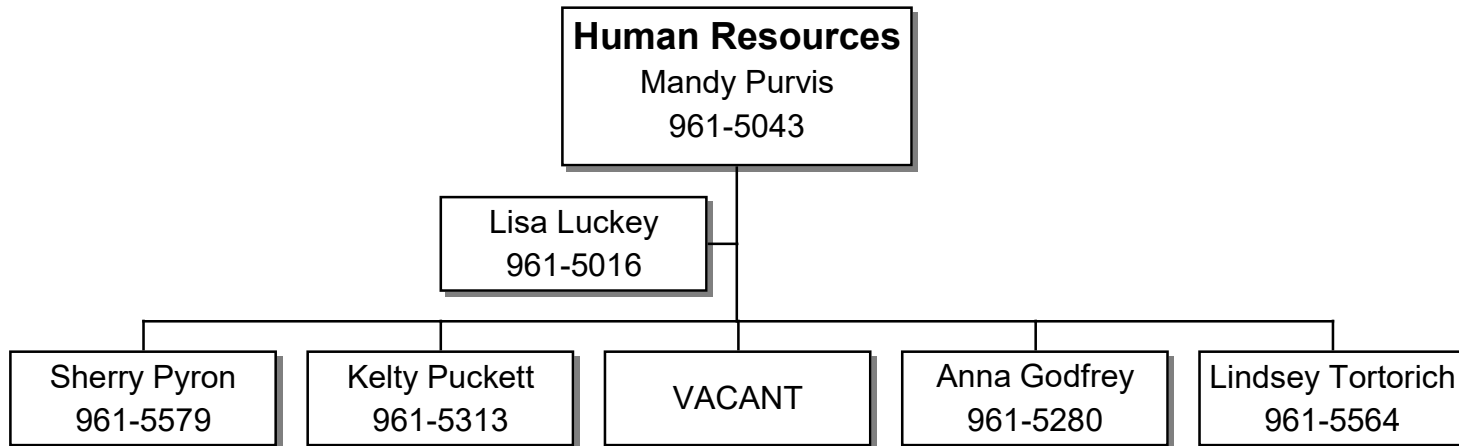 Human Resources
Mandy Purvis
961-5043
Lisa Luckey
961-5016
Sherry Pyron
961-5579
Kelty Puckett
961-5313
VACANT
Anna Godfrey
961-5280
Lindsey Tortorich
961-5564